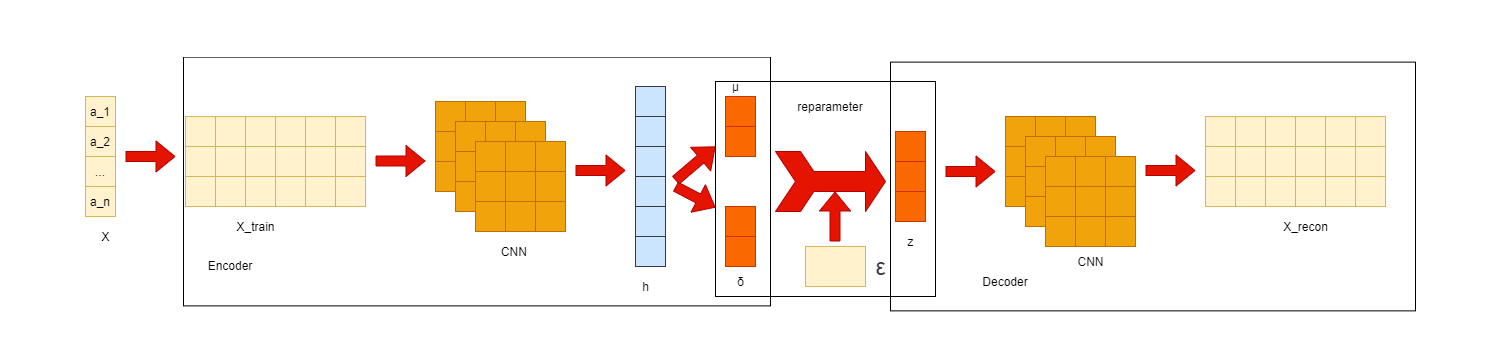 a_1
a_2
...
a_n
X
X_train
Encoder
CNN
h
μ
δ
reparameter
ε
z
CNN
Decoder
X_recon